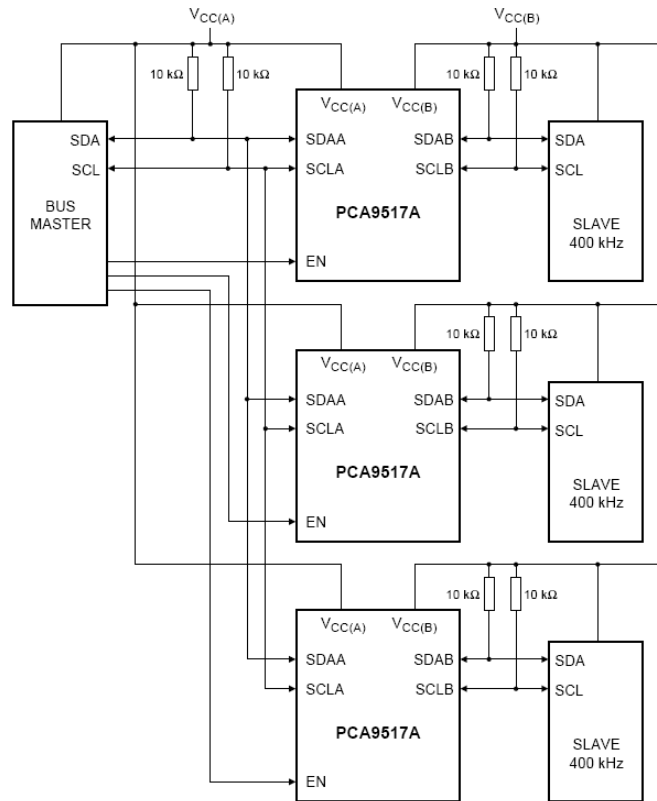 VCC(A)
VCC(B)
10 kΩ
10 kΩ
10 kΩ
10 kΩ
VCC(A)
VCC(B)
SDA
SCL
BUS
MASTER
SDAA
SCLA
SDAB
SCLB
PCA9517A
EN
SDA
SCL
SLAVE
400 kHz
10 kΩ
10 kΩ
VCC(A)
VCC(B)
SDAA
SCLA
SDAB
SCLB
PCA9517A
EN
SDA
SCL
SLAVE
400 kHz
10 kΩ
10 kΩ
VCC(A)
VCC(B)
SDAA
SCLA
SDAB
SCLB
PCA9517A
EN
SDA
SCL
SLAVE
400 kHz